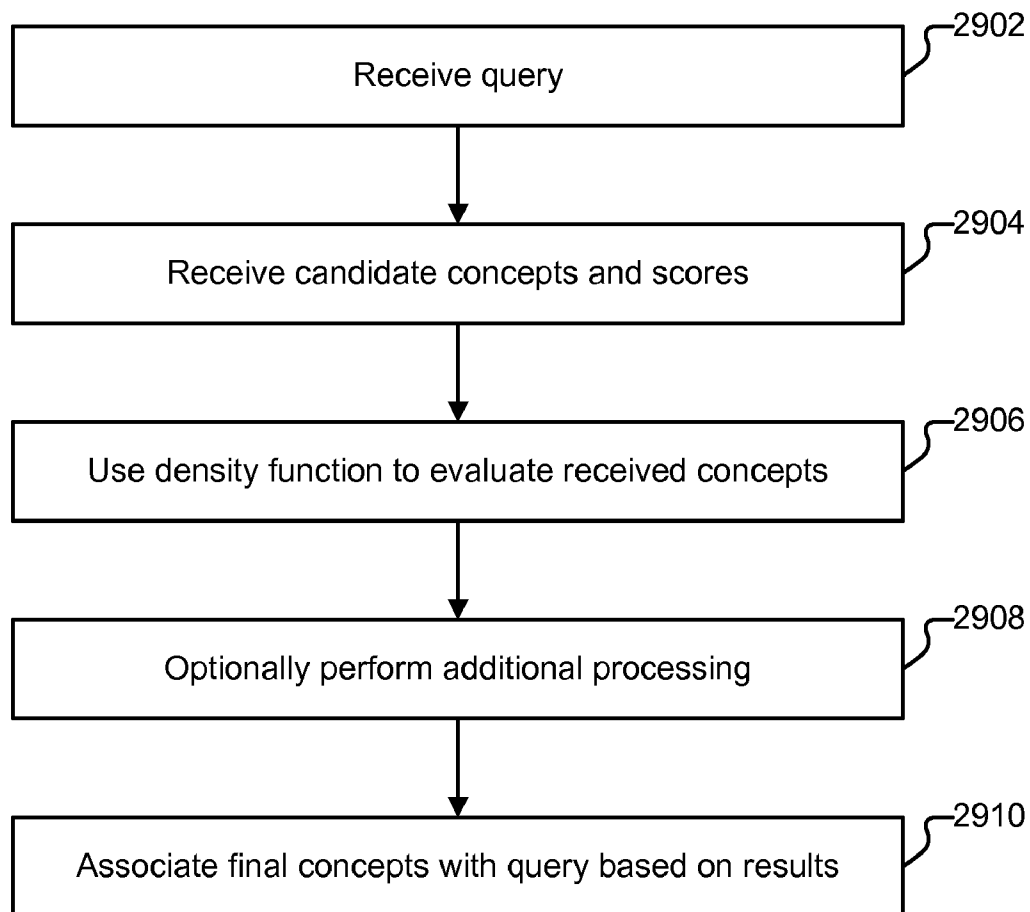 2902
Receive query
2904
Receive candidate concepts and scores
2906
Use density function to evaluate received concepts
2908
Optionally perform additional processing
2910
Associate final concepts with query based on results